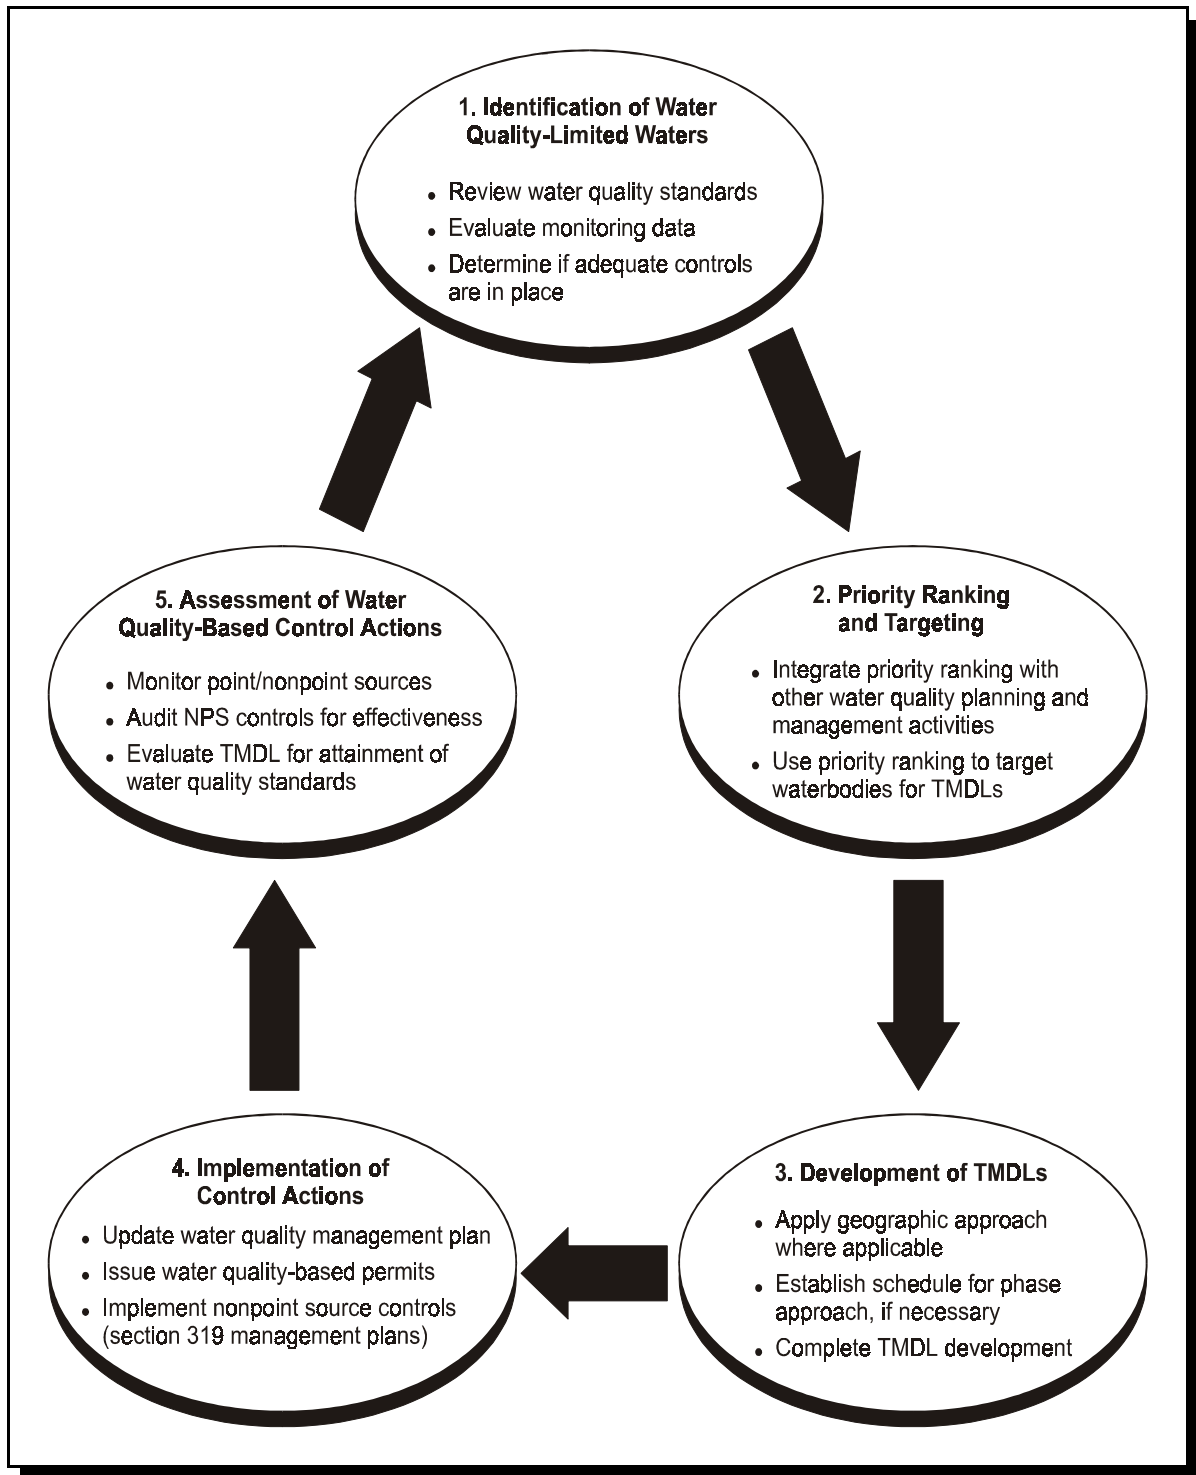 1. Identification of Water
Quality-Limited Waters
• Review water quality standards
• Evaluate monitoring data
• Determine if adequate controls
are in place
2. Priority Ranking
and Targeting
• Integrate priority ranking with
other water quality planning and
management activities
• Use priority ranking to target
waterbodies for TMDLs
3. Development of TMDLs
• Apply geographic approach
where applicable
• Establish schedule for phase
approach, if necessary
• Complete TMDL development
4. Implementation of
Control Actions
• Update water quality management plan
• Issue water quality-based permits
• Implement nonpoint source controls
(section 319 management plans)
5. Assessment of Water
Quality-Based Control Actions
• Monitor point/nonpoint sources
• Audit NPS controls for effectiveness
• Evaluate TMDL for attainment of
water quality standards